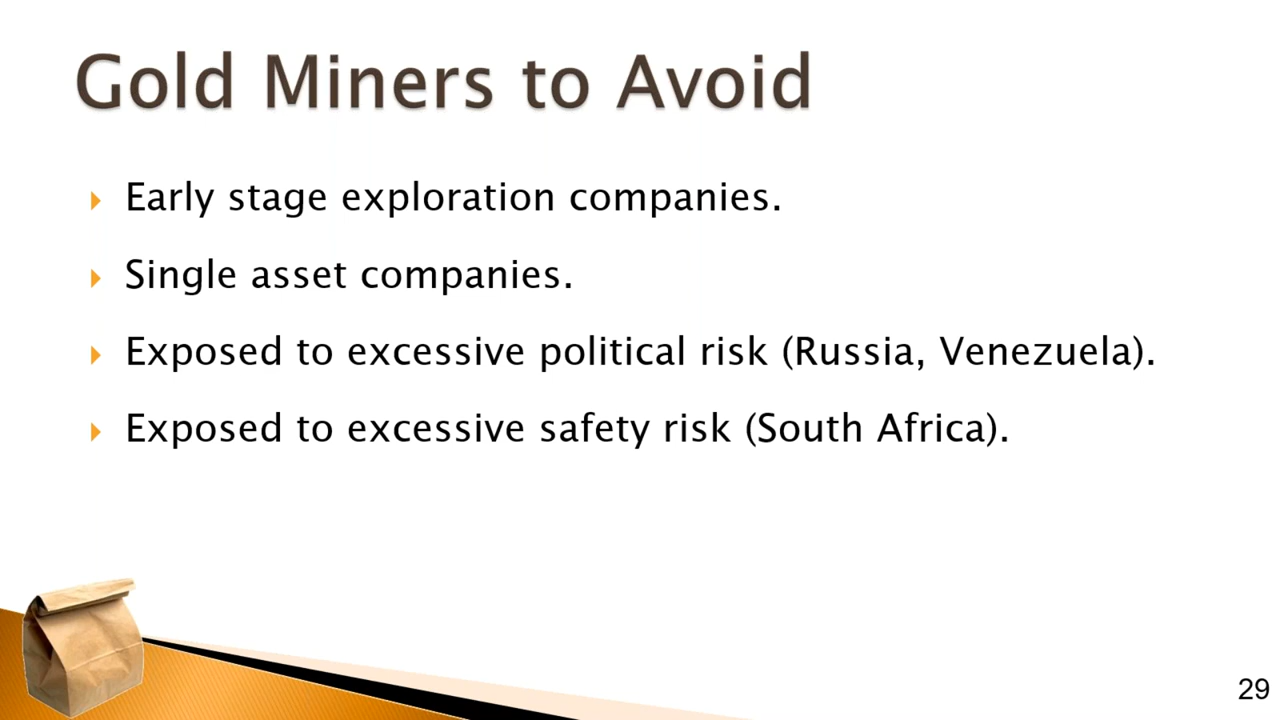 Gold Miners to Avoid
Early stage exploration companies.
Single asset companies.
Exposed to excessive political risk (Russia, Venezuela).
Exposed to excessive safety risk (South Africa).
29